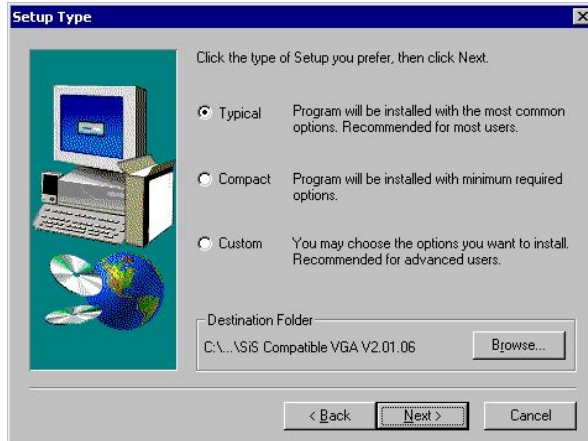 Setup Type
Click the type of Setup you prefer, then click Next.
Typical Program will be installed with the most common
options. Recommended for most users.
Compact Program will be installed with minimum required
options.
Custom You may choose the options you want to install.
Recommended for advanced users.
Destination Folder
C:\...\SiS Compatible VGA V2.01.06 Browse...
< Back Next > Cancel